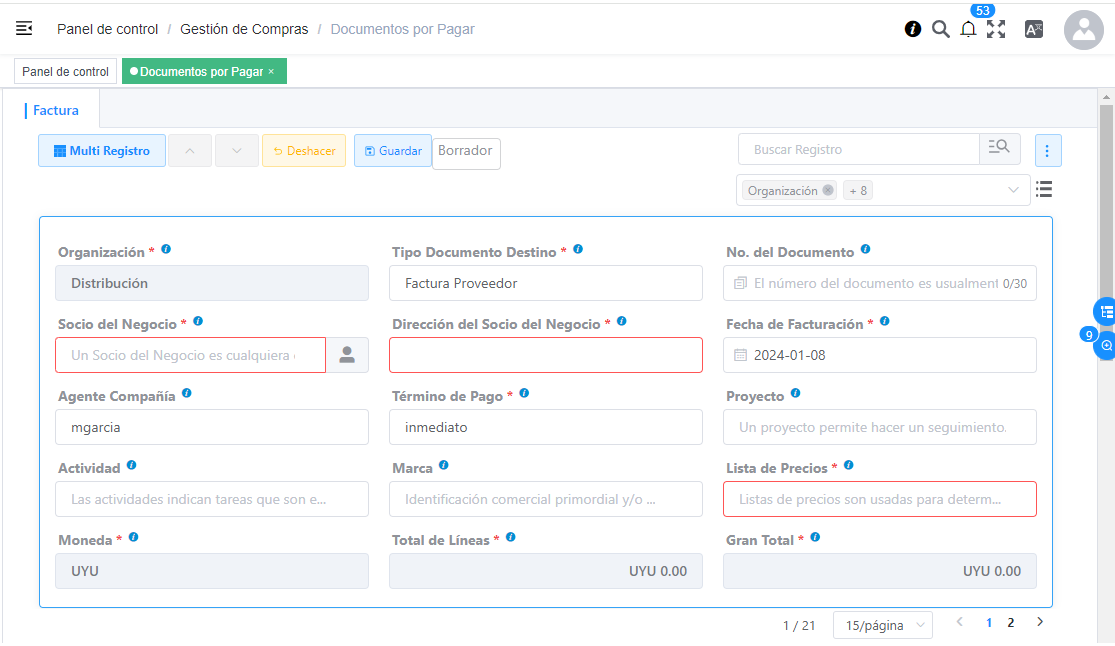 Panel de control / Gestión de Compras / Documentos por Pagar
53
Panel de control
Documentos por Pagar ×
Factura
Multi Registro
Deshacer
Guardar
Borrador
Buscar Registro
Organización
+ 8
Organización *
Tipo Documento Destino *
No. del Documento
Distribución
Factura Proveedor
El número del documento es usualment 0/30
Socio del Negocio *
Dirección del Socio del Negocio *
Fecha de Facturación *
9
Un Socio del Negocio es cualquiera
2024-01-08
Agente Compañía
Término de Pago *
Proyecto
mgarcia
inmediato
Un proyecto permite hacer un seguimiento.
Actividad
Marca
Lista de Precios *
Las actividades indican tareas que son e...
Identificación comercial primordial y/o ...
Listas de precios son usadas para determ...
Moneda *
Total de Líneas *
Gran Total *
UYU
UYU 0.00
UYU 0.00
1 / 21
15/página
1
2